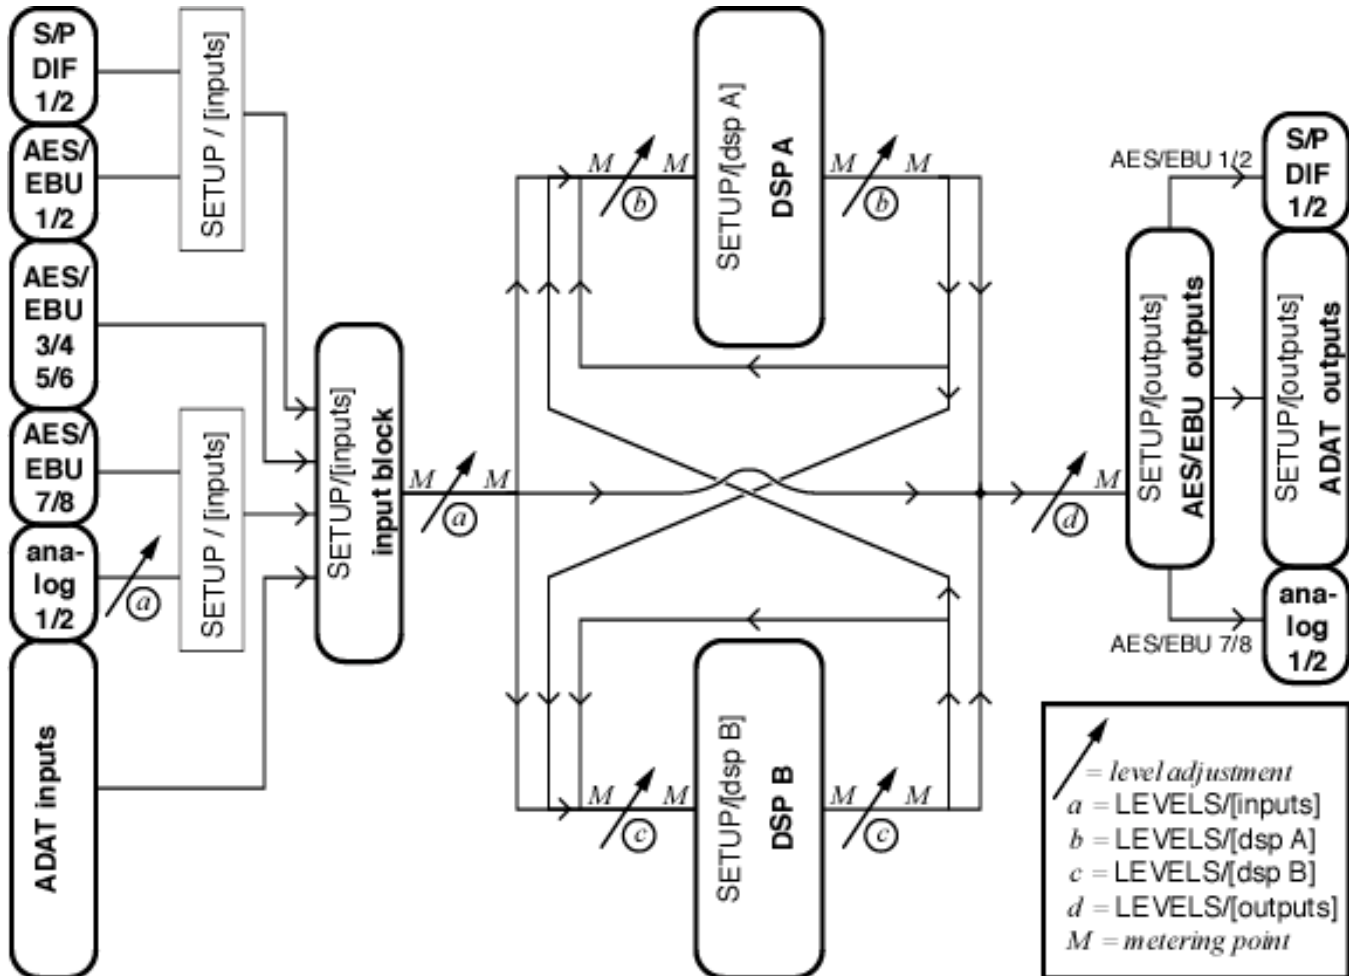 S/P
DIF
1/2
AES/
EBU
1/2
AES/
EBU
3/4
5/6
AES/
EBU
7/8
ana-
log
1/2
a
ADAT inputs
SETUP / [inputs]
SETUP / [inputs]
SETUP/[inputs]
input block
M
a
M
M
b
M
SETUP/[dsp A]
DSP A
M
b
M
M
c
M
SETUP/[dsp B]
DSP B
M
c
M
d
M
AES/EBU 1/2
SETUP/[outputs]
AES/EBU outputs
AES/EBU 7/8
S/P
DIF
1/2
SETUP/[outputs]
ADAT outputs
ana-
log
1/2
= level adjustment
a = LEVELS/[inputs]
b = LEVELS/[dsp A]
c = LEVELS/[dsp B]
d = LEVELS/[outputs]
M = metering point